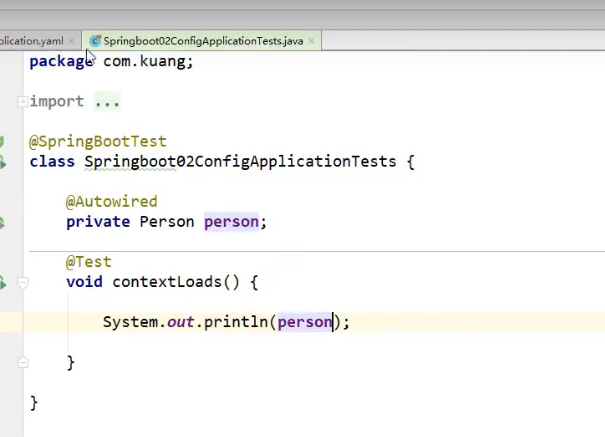 plication.yaml Springboot02ConfigApplicationTests.java
package com.kuang;
import ...
@SpringBootTest
class Springboot02ConfigApplicationTests {
@Autowired
private Person person;
@Test
void contextLoads() {
System.out.println(person);
}
}